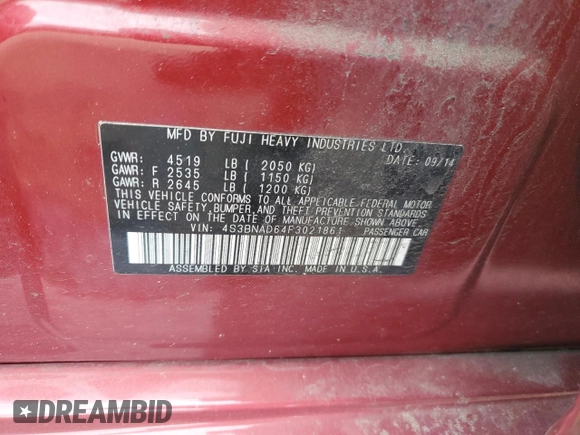 MFD BY FUJI HEAVY INDUSTRIES LTD.
GVWR: 4519 LB ( 2050 KG) DATE: 09/14
GAWR: F 2535 LB ( 1150 KG)
GAWR: R 2645 LB ( 1200 KG)
THIS VEHICLE CONFORMS TO ALL APPLICABLE FEDERAL MOTOR
VEHICLE SAFETY, BUMPER, AND THEFT PREVENTION STANDARDS
IN EFFECT ON THE DATE OF MANUFACTURE SHOWN ABOVE.
VIN: 4S3BNAD64F3021861 PASSENGER CAR
ASSEMBLED BY SIA INC. MADE IN U.S.A.
DREAMBID